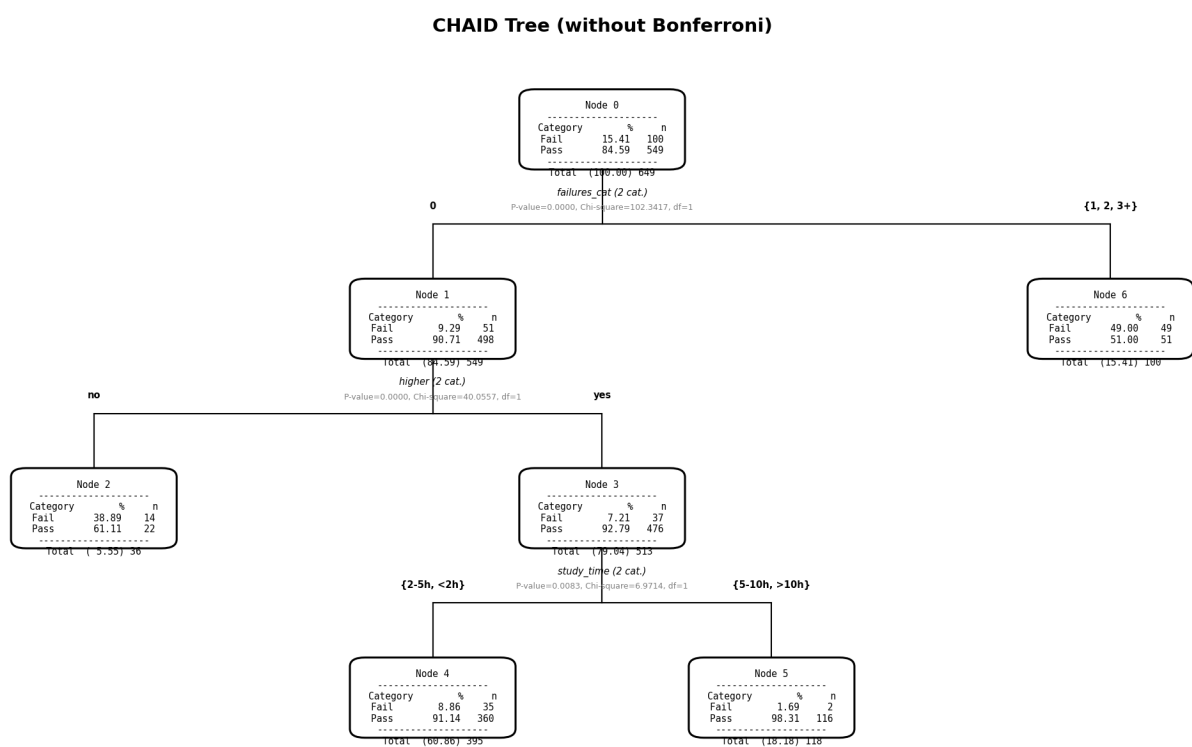 CHAID Tree (without Bonferroni)
Node 0
--------------------
Category % n
Fail 15.41 100
Pass 84.59 549
--------------------
Total (100.00) 649
failures_cat (2 cat.)
P-value=0.0000, Chi-square=102.3417, df=1
0
{1, 2, 3+}
Node 1
--------------------
Category % n
Fail 9.29 51
Pass 90.71 498
--------------------
Total (84.59) 549
higher (2 cat.)
P-value=0.0000, Chi-square=40.0557, df=1
Node 6
--------------------
Category % n
Fail 49.00 49
Pass 51.00 51
--------------------
Total (15.41) 100
no
yes
Node 2
--------------------
Category % n
Fail 38.89 14
Pass 61.11 22
--------------------
Total ( 5.55) 36
Node 3
--------------------
Category % n
Fail 7.21 37
Pass 92.79 476
--------------------
Total (79.04) 513
study_time (2 cat.)
P-value=0.0083, Chi-square=6.9714, df=1
{2-5h, <2h}
{5-10h, >10h}
Node 4
--------------------
Category % n
Fail 8.86 35
Pass 91.14 360
--------------------
Total (60.86) 395
Node 5
--------------------
Category % n
Fail 1.69 2
Pass 98.31 116
--------------------
Total (18.18) 118